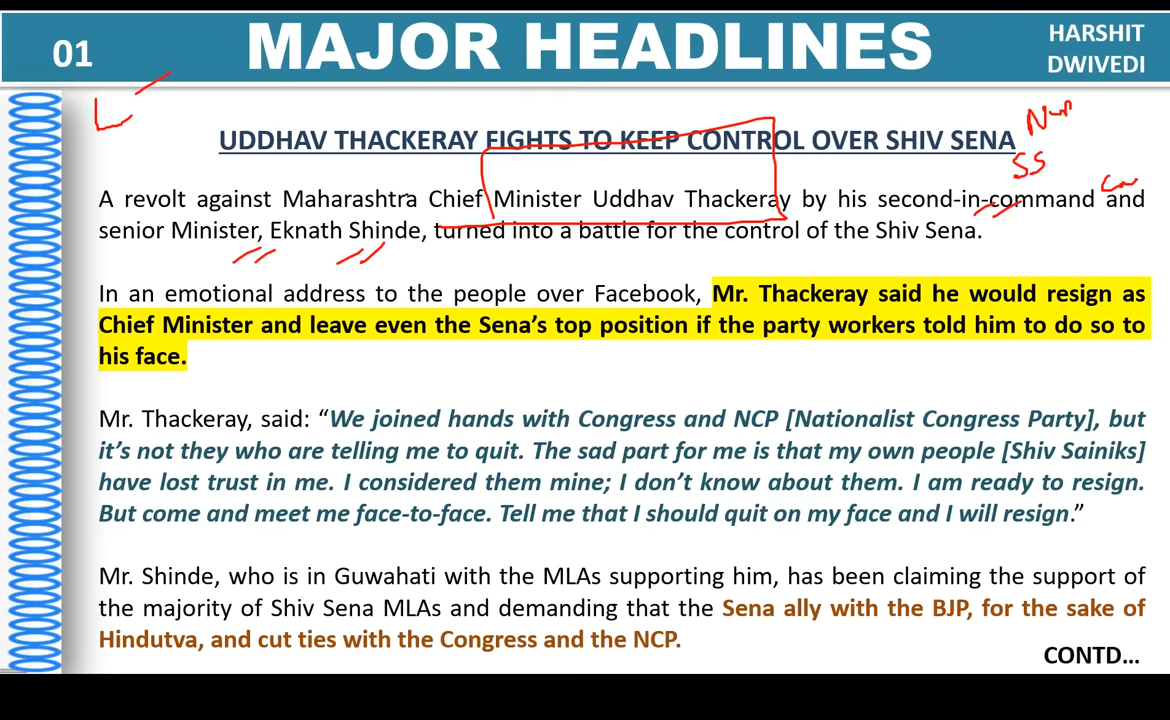 01
MAJOR HEADLINES
HARSHIT
DWIVEDI
UDDHAV THACKERAY FIGHTS TO KEEP CONTROL OVER SHIV SENA
Ncp
SS
A revolt against Maharashtra Chief Minister Uddhav Thackeray by his second-in-command and
senior Minister, Eknath Shinde, turned into a battle for the control of the Shiv Sena.
In an emotional address to the people over Facebook, Mr. Thackeray said he would resign as
Chief Minister and leave even the Sena’s top position if the party workers told him to do so to
his face.
Mr. Thackeray, said: “We joined hands with Congress and NCP [Nationalist Congress Party], but
it’s not they who are telling me to quit. The sad part for me is that my own people [Shiv Sainiks]
have lost trust in me. I considered them mine; I don’t know about them. I am ready to resign.
But come and meet me face-to-face. Tell me that I should quit on my face and I will resign.”
Mr. Shinde, who is in Guwahati with the MLAs supporting him, has been claiming the support of
the majority of Shiv Sena MLAs and demanding that the Sena ally with the BJP, for the sake of
Hindutva, and cut ties with the Congress and the NCP.
CONTD...